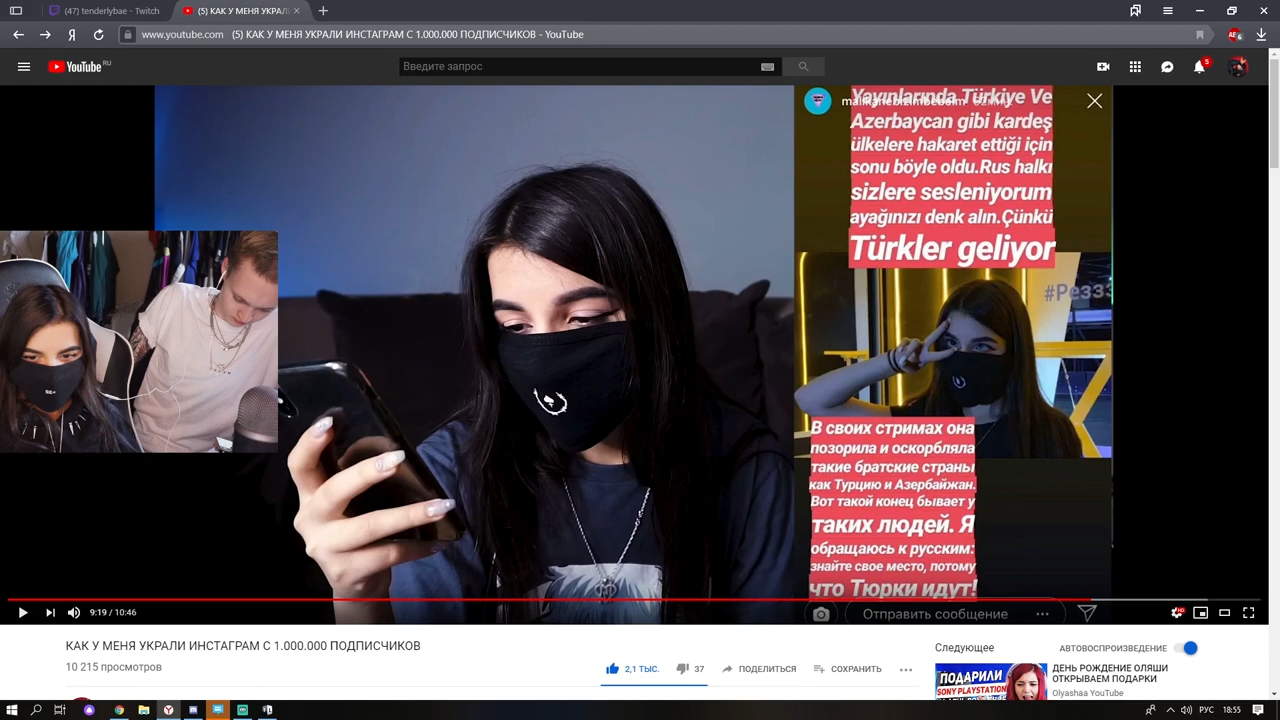 (47) tenderlybae - Twitch
(5) КАК У МЕНЯ УКРАЛ
www.youtube.com (5) КАК У МЕНЯ УКРАЛИ ИНСТАГРАМ С 1.000.000 ПОДПИСЧИКОВ - YouTube
YouTube RU
Введите запрос
5
Yayınlarında Türkiye Ve
Azerbaycan gibi kardeş
ülkelere hakaret ettiği için
sonu böyle oldu.Rus halkı
sizlere sesleniyorum
ayağınızı denk alın.Çünkü
Türkler geliyor
#Рез
В своих стримах она
позорила и оскорбляла
такие братские страны
как Турцию и Азербайжан.
Вот такой конец бывает у
таких людей. Я
обращаюсь к русским:
знайте свое место, потому
что Тюрки идут!
Отправить сообщение
9:19 / 10:46
HD
КАК У МЕНЯ УКРАЛИ ИНСТАГРАМ С 1.000.000 ПОДПИСЧИКОВ
10 215 просмотров
2,1 ТЫС.
37
ПОДЕЛИТЬСЯ
СОХРАНИТЬ
Следующее
АВТОВОСПРОИЗВЕДЕНИЕ
ПОДАРИЛИ
SONY PLAYSTATION
ДЕНЬ РОЖДЕНИЕ ОЛЯШИ
ОТКРЫВАЕМ ПОДАРКИ
Olyashaa YouTube
РУС
18:55